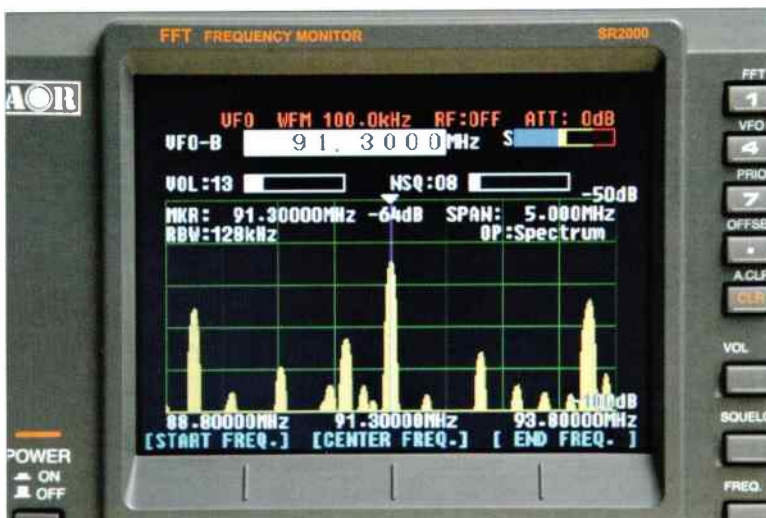 FFT FREQUENCY MONITOR SR2000
AOR
VFO WFM 100.0kHz RF:OFF ATT: 0dB
VFO-B 91.3000MHz S
VOL:13 NSQ:08
-50dB
MKR: 91.30000MHz -64dB SPAN: 5.000MHz
RBW:128kHz OP:Spectrum
-100dB
88.80000MHz 91.30000MHz 93.80000MHz
[START FREQ.] [CENTER FREQ.] [ END FREQ. ]
POWER
ON
OFF
FFT
1
VFO
4
PRIO
7
OFFSE
.
A.CLR
CLR
VOL
SQUELC
FREQ.